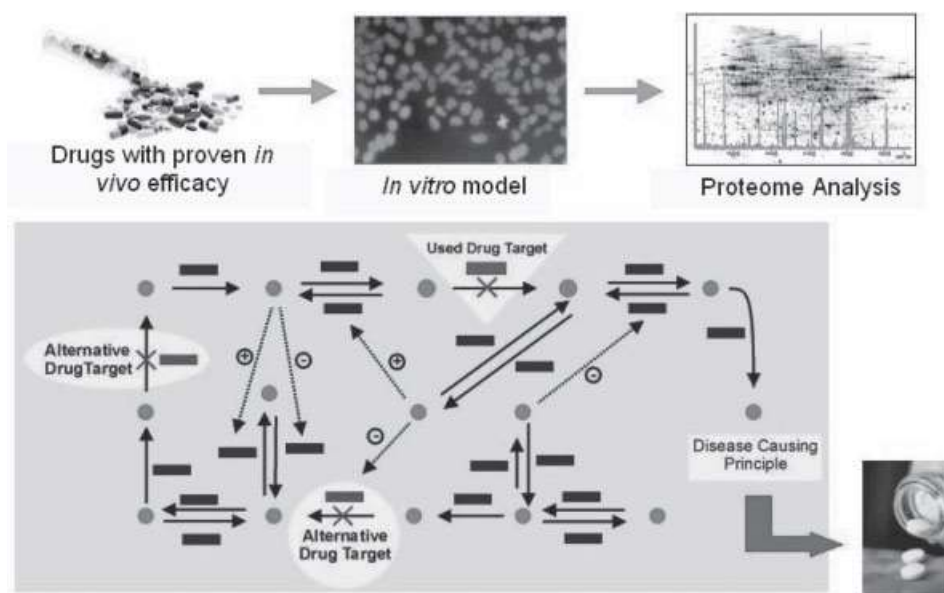 Drugs with proven in
vivo efficacy
In vitro model
Proteome Analysis
Used Drug Target
Alternative
DrugTarget
+
-
+
-
-
Disease Causing
Principle
Alternative
Drug Target